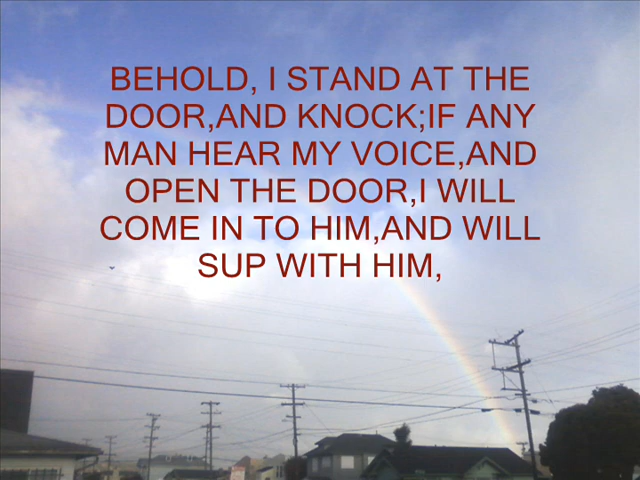 BEHOLD, I STAND AT THE
DOOR,AND KNOCK;IF ANY
MAN HEAR MY VOICE,AND
OPEN THE DOOR,I WILL
COME IN TO HIM,AND WILL
SUP WITH HIM,